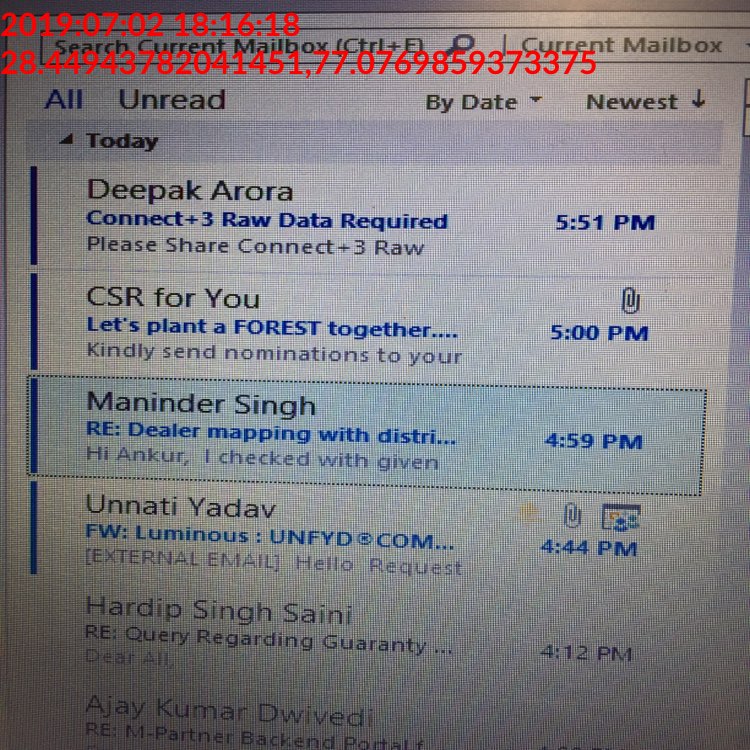 2019:07:02 18:16:18
Search Current Mailbox (Ctrl+E) Current Mailbox
28.44943782041451,77.0769859373375
All Unread By Date Newest
Today
Deepak Arora
Connect+3 Raw Data Required 5:51 PM
Please Share Connect+3 Raw
CSR for You
Let's plant a FOREST together.... 5:00 PM
Kindly send nominations to your
Maninder Singh
RE: Dealer mapping with distri... 4:59 PM
Hi Ankur, I checked with given
Unnati Yadav
FW: Luminous : UNFYD®COM... 4:44 PM
[EXTERNAL EMAIL] Hello Request
Hardip Singh Saini
RE: Query Regarding Guaranty ... 4:12 PM
Dear All,
Ajay Kumar Dwivedi
RE: M-Partner Backend Portal f